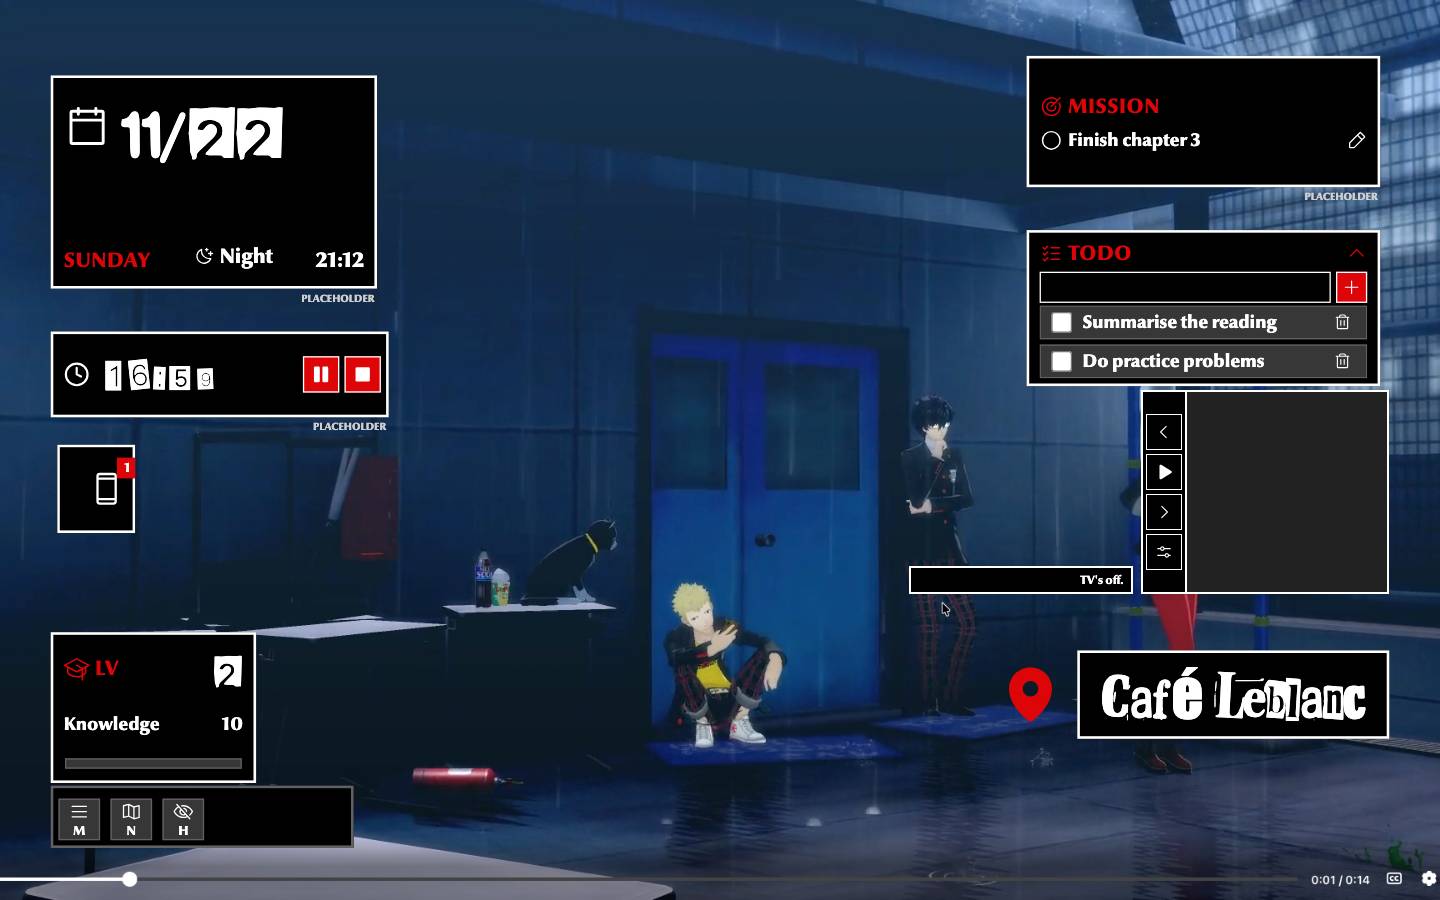 11/22
SUNDAY Night 21:12
PLACEHOLDER
16:59
PLACEHOLDER
1
LV 2
Knowledge 10
M N H
MISSION
Finish chapter 3
PLACEHOLDER
TODO
Summarise the reading
Do practice problems
TV's off.
Café Leblanc
0:01 / 0:14
CC